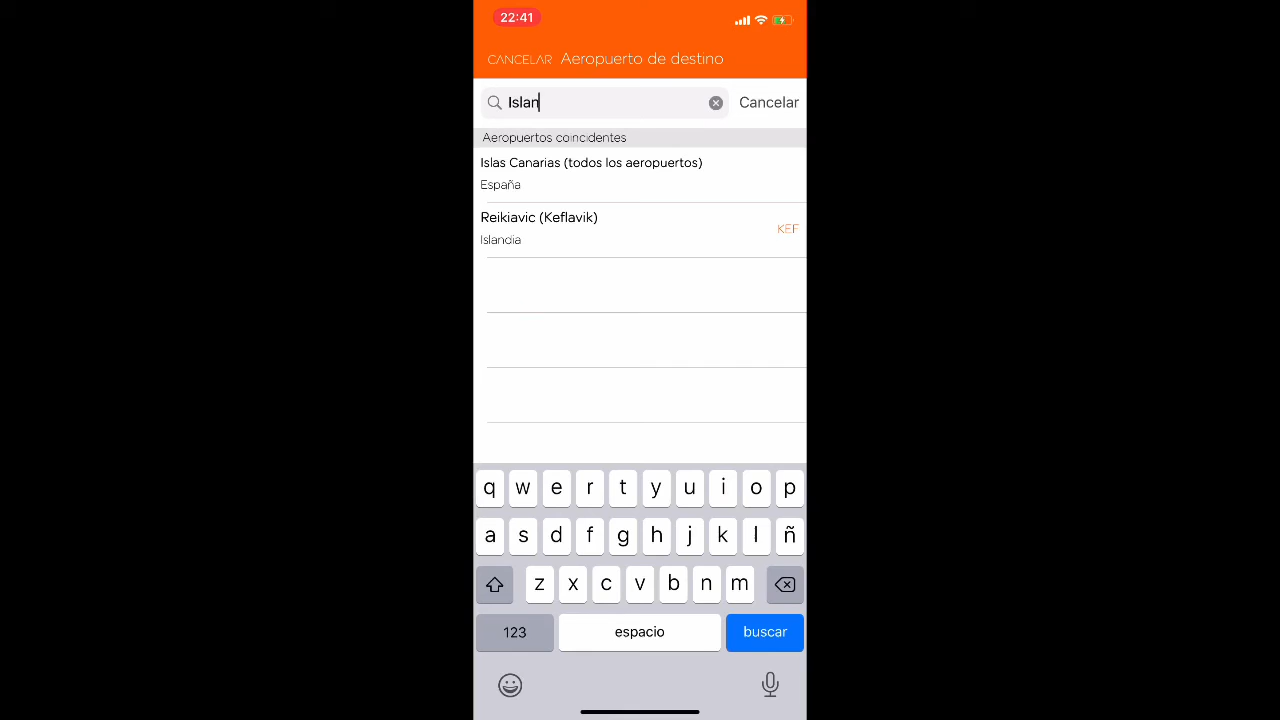 22:41
CANCELAR Aeropuerto de destino
Islan Cancelar
Aeropuertos coincidentes
Islas Canarias (todos los aeropuertos)
España
Reikiavic (Keflavik)
KEF
Islandia
q w e r t y u i o p
a s d f g h j k l ñ
z x c v b n m
123 espacio buscar